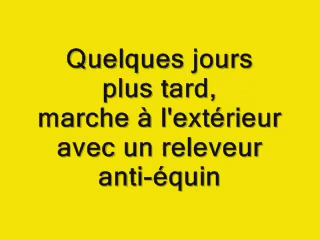 Quelques jours
plus tard,
marche à l'extérieur
avec un releveur
anti-équin